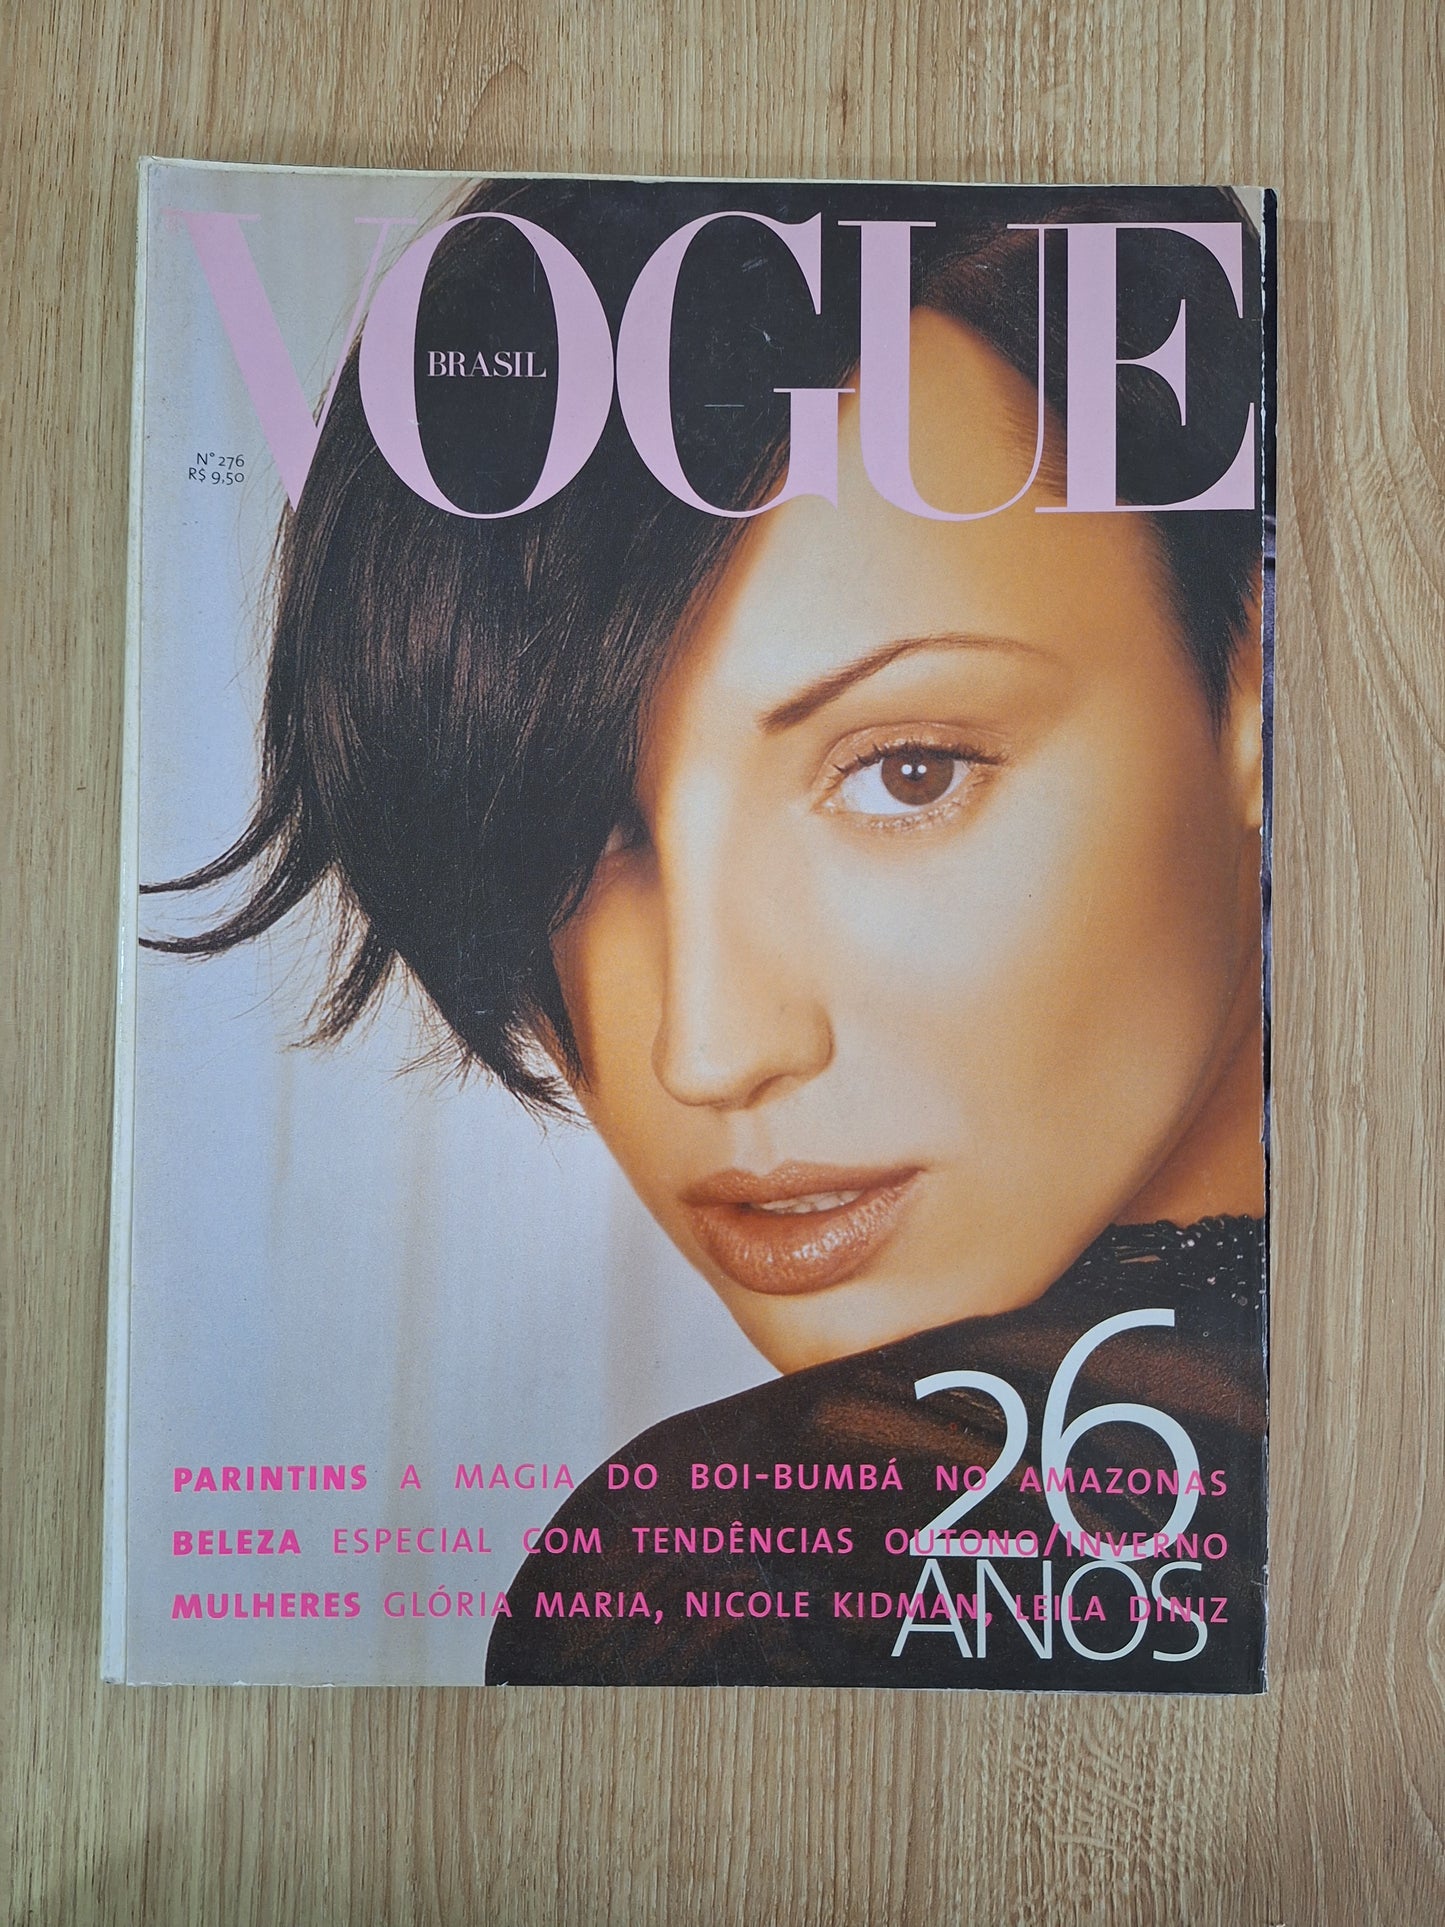 VOGUE
BRASIL
N° 276
R$ 9,50
26
ANOS
PARINTINS A MAGIA DO BOI-BUMBÁ NO AMAZONAS
BELEZA ESPECIAL COM TENDÊNCIAS OUTONO/INVERNO
MULHERES GLÓRIA MARIA, NICOLE KIDMAN, LEILA DINIZ